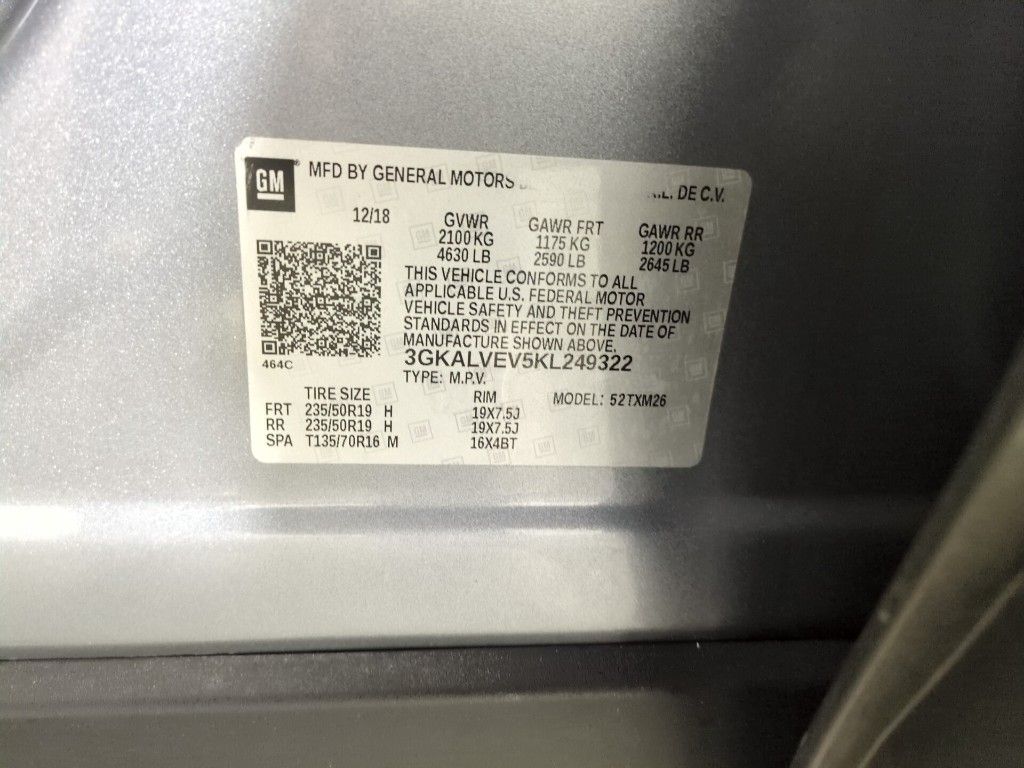 GM MFD BY GENERAL MOTORS DE C.V.
12/18
GVWR GAWR FRT GAWR RR
2100 KG 1175 KG 1200 KG
4630 LB 2590 LB 2645 LB
THIS VEHICLE CONFORMS TO ALL
APPLICABLE U.S. FEDERAL MOTOR
VEHICLE SAFETY AND THEFT PREVENTION
STANDARDS IN EFFECT ON THE DATE OF
MANUFACTURE SHOWN ABOVE.
464C
3GKALVEV5KL249322
TYPE: M.P.V.
TIRE SIZE RIM MODEL: 52TXM26
FRT 235/50R19 H 19X7.5J
RR 235/50R19 H 19X7.5J
SPA T135/70R16 M 16X4BT